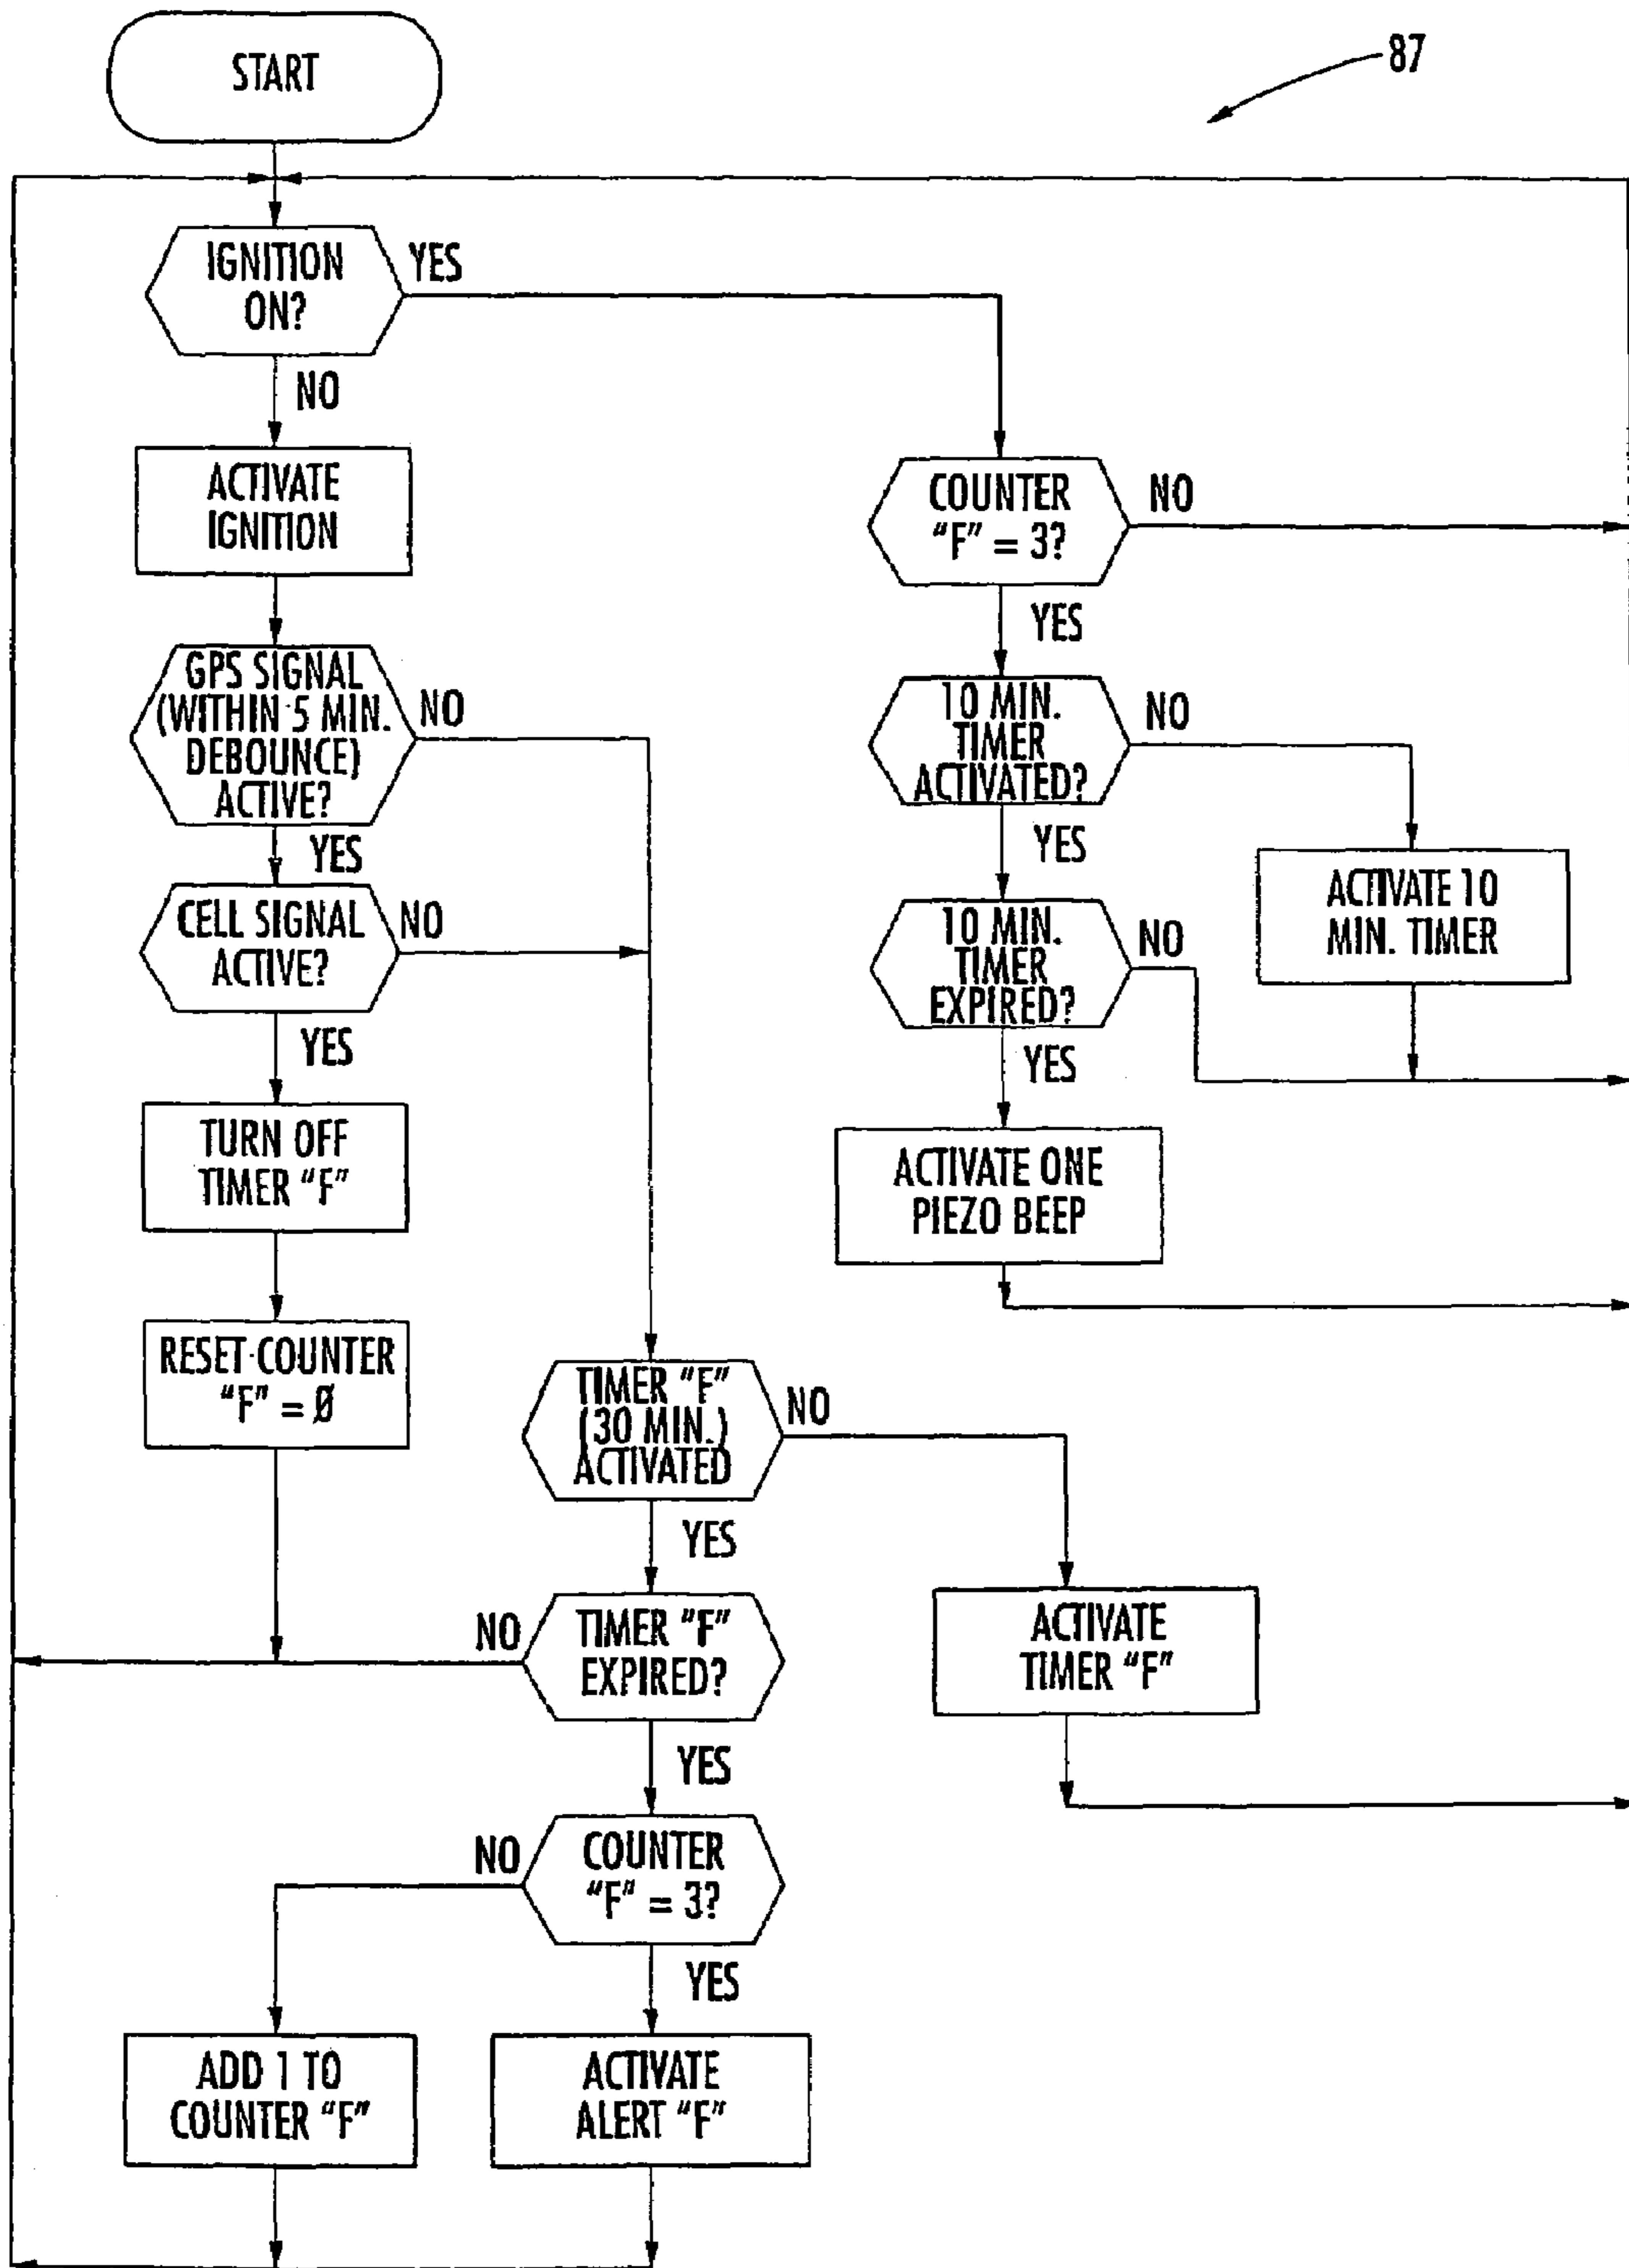 START
87
IGNITION
ON?
YES
NO
ACTIVATE
IGNITION
COUNTER
"F" = 3?
NO
YES
GPS SIGNAL
(WITHIN 5 MIN.
DEBOUNCE)
ACTIVE?
NO
YES
10 MIN.
TIMER
ACTIVATED?
NO
YES
ACTIVATE 10
MIN. TIMER
CELL SIGNAL
ACTIVE?
NO
YES
10 MIN.
TIMER
EXPIRED?
NO
YES
TURN OFF
TIMER "F"
ACTIVATE ONE
PIEZO BEEP
RESET COUNTER
"F" = Ø
TIMER "F"
(30 MIN.)
ACTIVATED
NO
YES
TIMER "F"
EXPIRED?
NO
YES
ACTIVATE
TIMER "F"
COUNTER
"F" = 3?
NO
YES
ADD 1 TO
COUNTER "F"
ACTIVATE
ALERT "F"